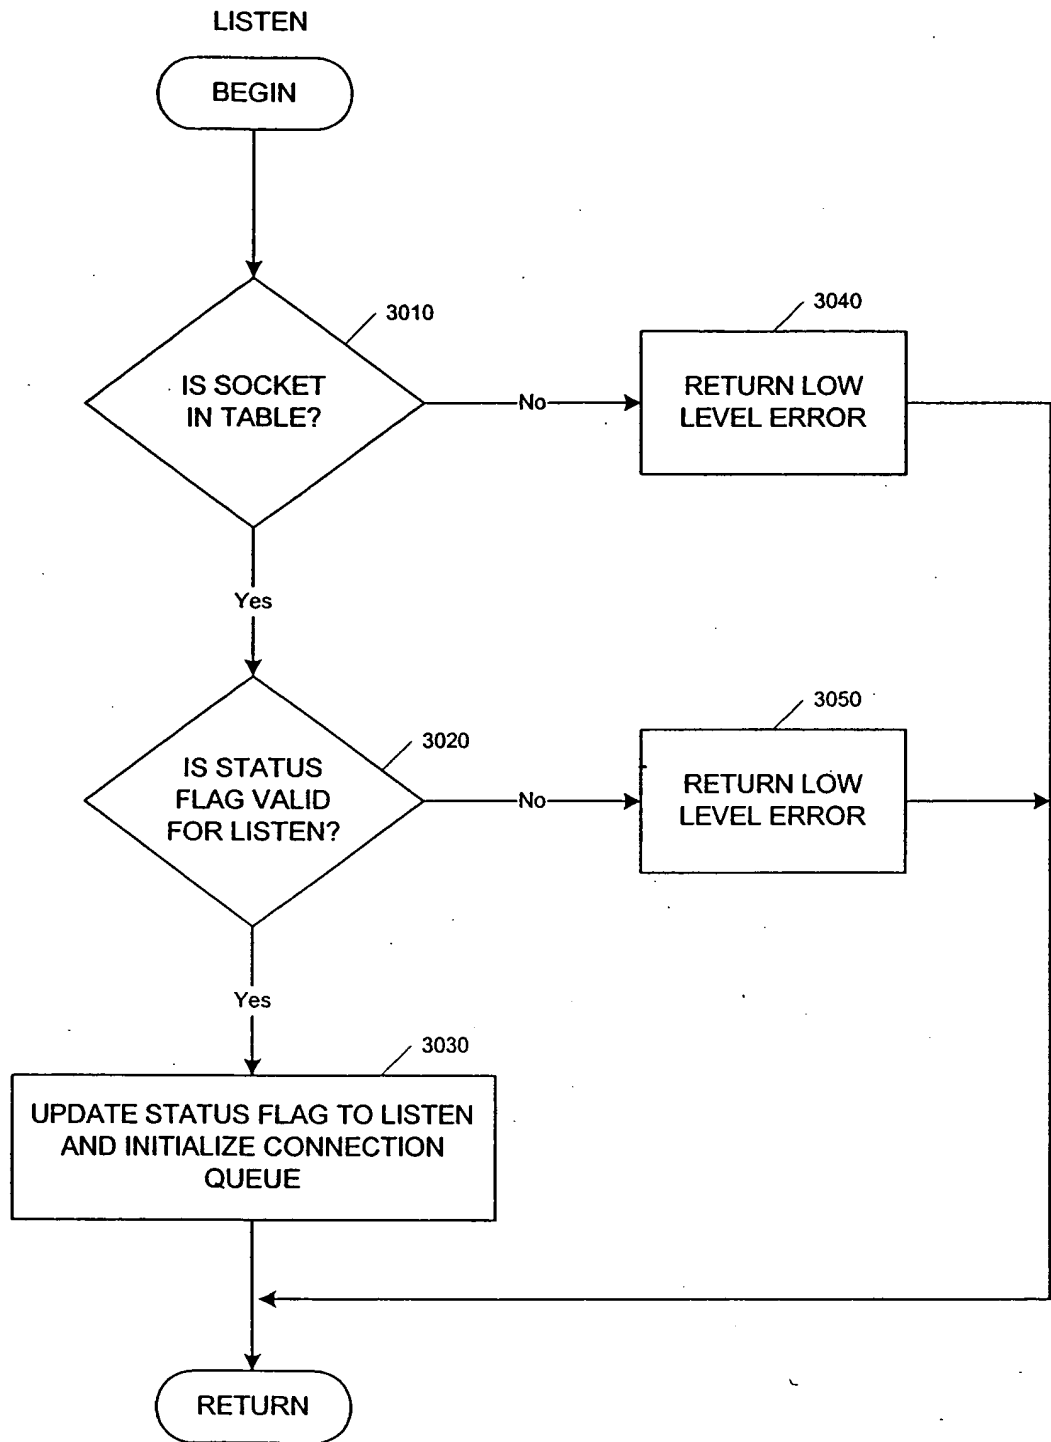 LISTEN
BEGIN
3010
IS SOCKET
IN TABLE?
No
3040
RETURN LOW
LEVEL ERROR
Yes
3020
IS STATUS
FLAG VALID
FOR LISTEN?
No
3050
RETURN LOW
LEVEL ERROR
Yes
3030
UPDATE STATUS FLAG TO LISTEN
AND INITIALIZE CONNECTION
QUEUE
RETURN